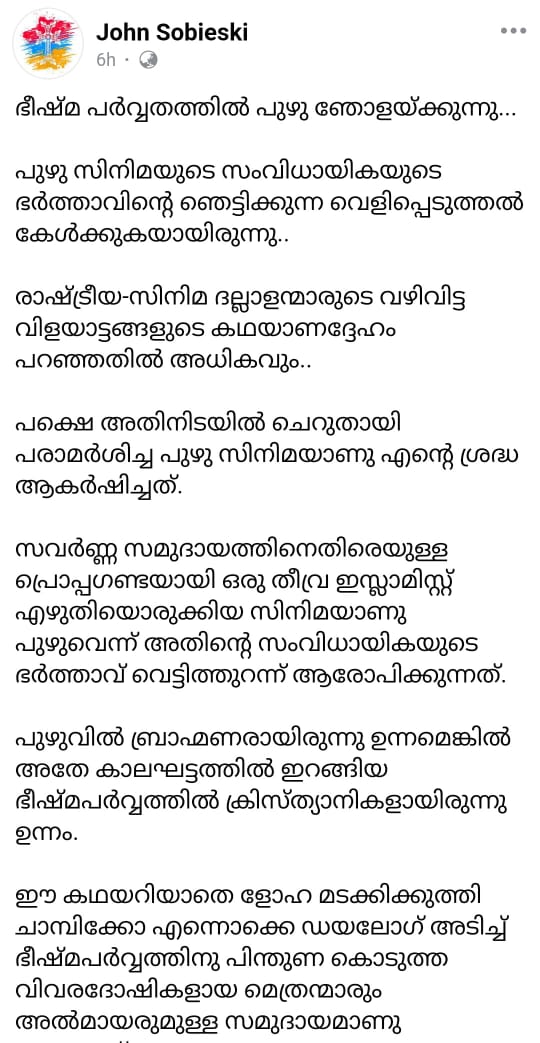 John Sobieski
6h ·
ഭീഷ്മ പർവ്വതത്തിൽ പുഴു ഞോളയ്ക്കുന്നു...
പുഴു സിനിമയുടെ സംവിധായികയുടെ
ഭർത്താവിന്റെ ഞെട്ടിക്കുന്ന വെളിപ്പെടുത്തൽ
കേൾക്കുകയായിരുന്നു..
രാഷ്ട്രീയ-സിനിമ ദല്ലാളന്മാരുടെ വഴിവിട്ട
വിളയാട്ടങ്ങളുടെ കഥയാണദ്ദേഹം
പറഞ്ഞതിൽ അധികവും..
പക്ഷെ അതിനിടയിൽ ചെറുതായി
പരാമർശിച്ച പുഴു സിനിമയാണു എന്റെ ശ്രദ്ധ
ആകർഷിച്ചത്.
സവർണ്ണ സമുദായത്തിനെതിരെയുള്ള
പ്രൊപ്പഗണ്ടയായി ഒരു തീവ്ര ഇസ്ലാമിസ്റ്റ്
എഴുതിയൊരുക്കിയ സിനിമയാണു
പുഴുവെന്ന് അതിന്റെ സംവിധായികയുടെ
ഭർത്താവ് വെട്ടിത്തുറന്ന് ആരോപിക്കുന്നത്.
പുഴുവിൽ ബ്രാഹ്മണരായിരുന്നു ഉന്നമെങ്കിൽ
അതേ കാലഘട്ടത്തിൽ ഇറങ്ങിയ
ഭീഷ്മപർവ്വത്തിൽ ക്രിസ്ത്യാനികളായിരുന്നു
ഉന്നം.
ഈ കഥയറിയാതെ ളോഹ മടക്കിക്കുത്തി
ചാമ്പിക്കോ എന്നൊക്കെ ഡയലോഗ് അടിച്ച്
ഭീഷ്മപർവ്വത്തിനു പിന്തുണ കൊടുത്ത
വിവരദോഷികളായ മെത്രന്മാരും
അൽമായരുമുള്ള സമുദായമാണു